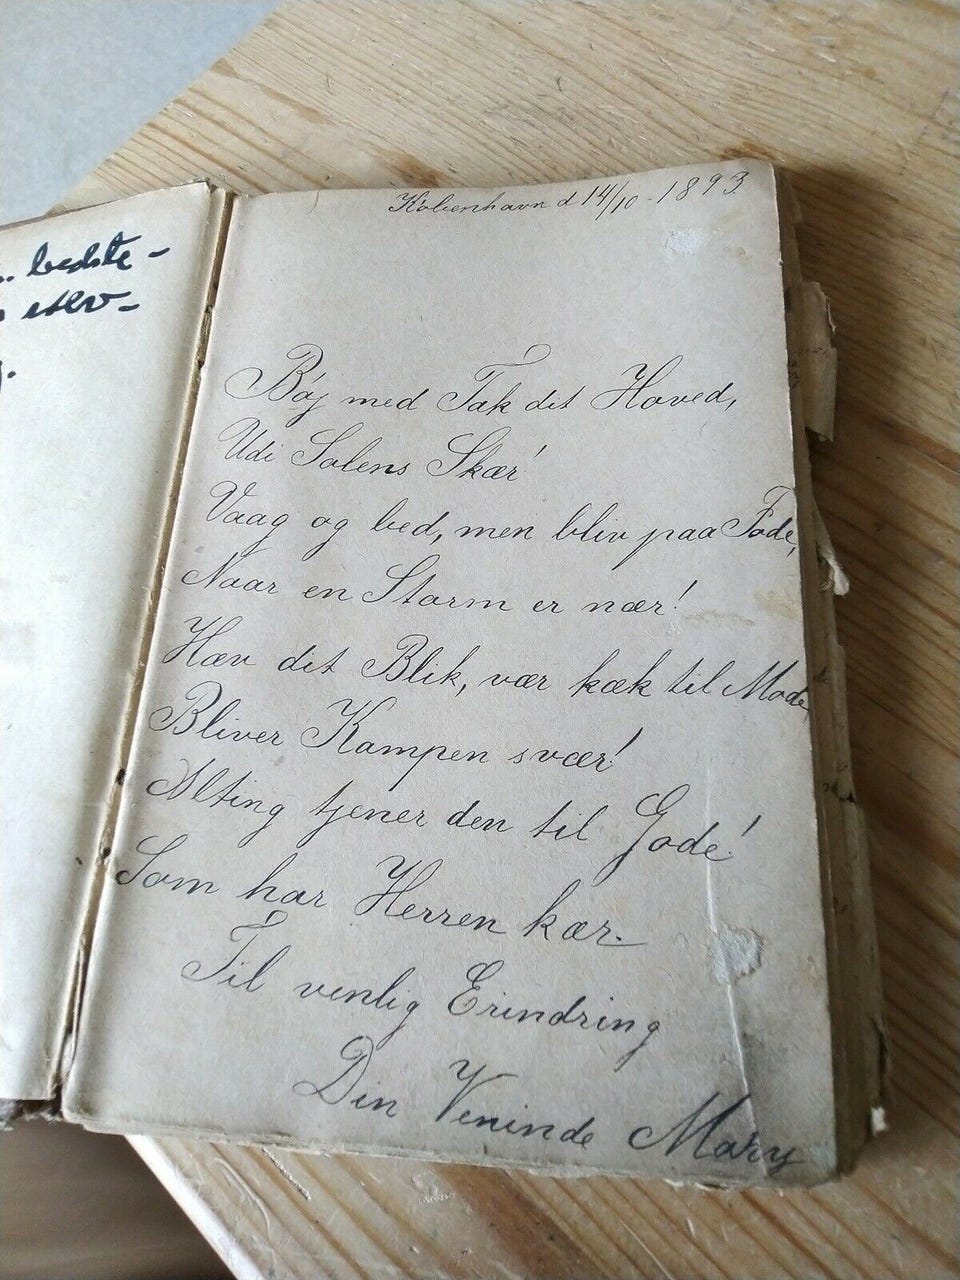 bedste-
g.
København d 14/10 - 1893
Bøj med Tak dit Hoved,
Udi Solens Skær!
Vaag og bed, men bliv paa Fode,
Naar en Storm er nær!
Hæv dit Blik, vær kæk til Mode,
Bliver Kampen svær!
Alting tjener den til Gode!
Som har Herren kær.
Til venlig Erindring
Din Veninde Mary